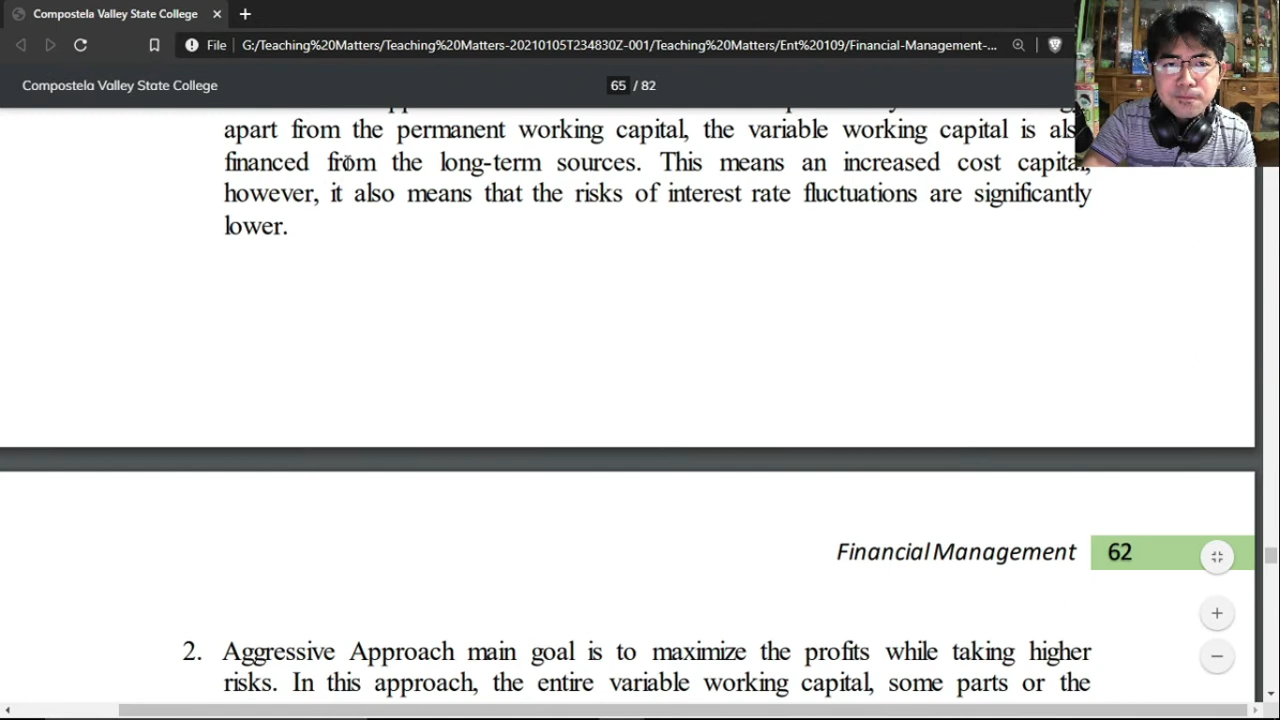 Compostela Valley State College
File G:/Teaching%20Matters/Teaching%20Matters-20210105T234830Z-001/Teaching%20Matters/Ent%20109/Financial-Management-...
Compostela Valley State College
65 / 82
apart from the permanent working capital, the variable working capital is also
financed from the long-term sources. This means an increased cost capital,
however, it also means that the risks of interest rate fluctuations are significantly
lower.
Financial Management 62
2. Aggressive Approach main goal is to maximize the profits while taking higher
risks. In this approach, the entire variable working capital, some parts or the